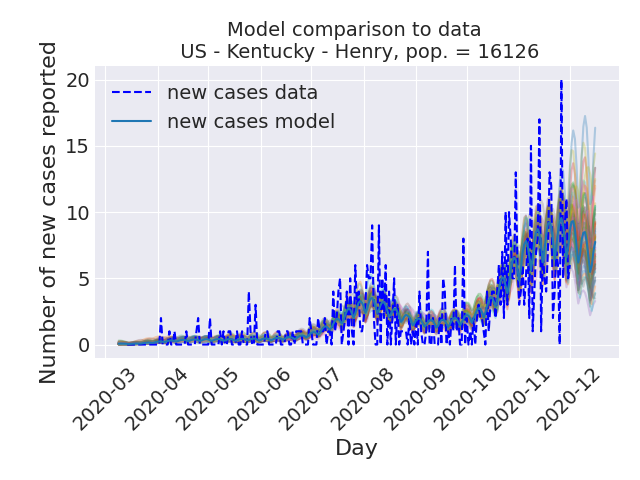 Model comparison to data
US - Kentucky - Henry, pop. = 16126
new cases data
new cases model
Number of new cases reported
20
15
10
5
0
2020-03
2020-04
2020-05
2020-06
2020-07
2020-08
2020-09
2020-10
2020-11
2020-12
Day